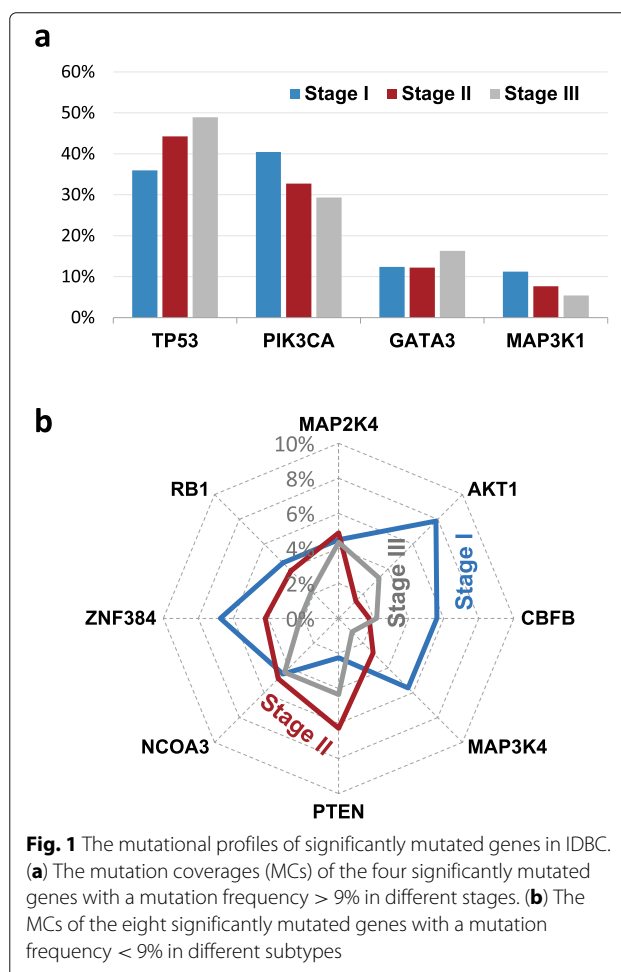 a
60%
50%
40%
30%
20%
10%
0%
Stage I Stage II Stage III
TP53 PIK3CA GATA3 MAP3K1
b
MAP2K4
10%
8%
6%
4%
2%
0%
RB1
AKT1
Stage III
Stage I
ZNF384
CBFB
Stage II
NCOA3
MAP3K4
PTEN
Fig. 1 The mutational profiles of significantly mutated genes in IDBC.
(a) The mutation coverages (MCs) of the four significantly mutated
genes with a mutation frequency > 9% in different stages. (b) The
MCs of the eight significantly mutated genes with a mutation
frequency < 9% in different subtypes